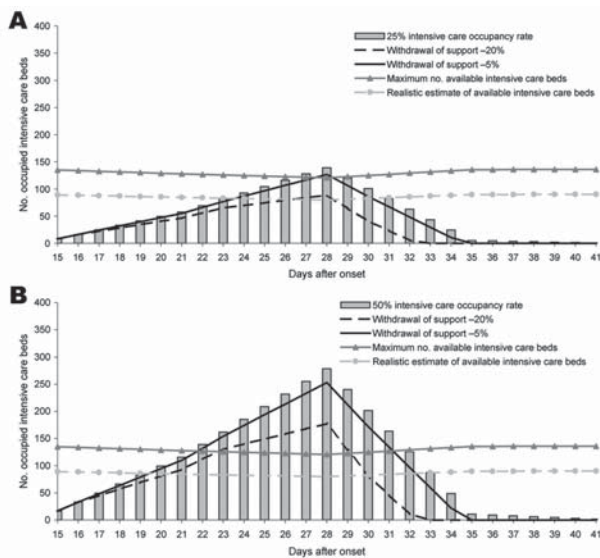 A
25% intensive care occupancy rate
Withdrawal of support –20%
Withdrawal of support –5%
Maximum no. available intensive care beds
Realistic estimate of available intensive care beds
No. occupied intensive care beds
400
350
300
250
200
150
100
50
0
15 16 17 18 19 20 21 22 23 24 25 26 27 28 29 30 31 32 33 34 35 36 37 38 39 40 41
Days after onset
B
50% intensive care occupancy rate
Withdrawal of support –20%
Withdrawal of support –5%
Maximum no. available intensive care beds
Realistic estimate of available intensive care beds
No. occupied intensive care beds
400
350
300
250
200
150
100
50
0
15 16 17 18 19 20 21 22 23 24 25 26 27 28 29 30 31 32 33 34 35 36 37 38 39 40 41
Days after onset